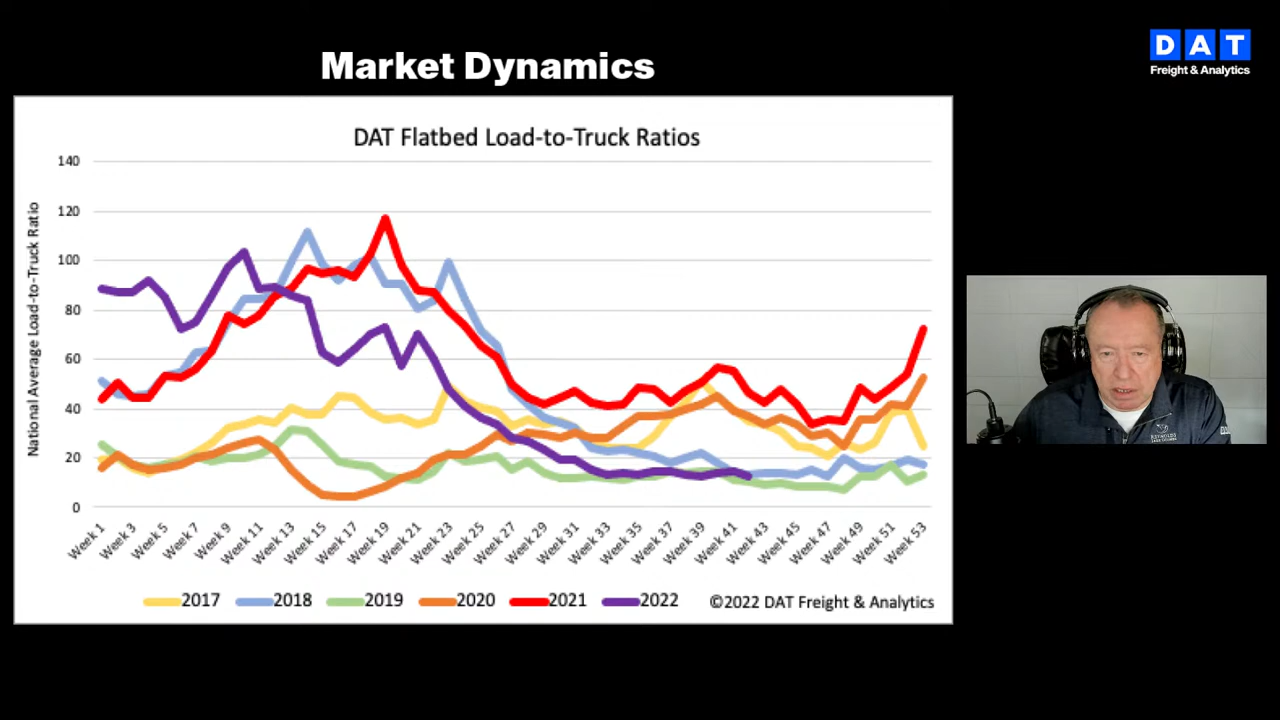 Market Dynamics
DAT
Freight & Analytics
DAT Flatbed Load-to-Truck Ratios
National Average Load-to-Truck Ratio
140
120
100
80
60
40
20
0
Week 1
Week 3
Week 5
Week 7
Week 9
Week 11
Week 13
Week 15
Week 17
Week 19
Week 21
Week 23
Week 25
Week 27
Week 29
Week 31
Week 33
Week 35
Week 37
Week 39
Week 41
Week 43
Week 45
Week 47
Week 49
Week 51
Week 53
2017 2018 2019 2020 2021 2022 ©2022 DAT Freight & Analytics